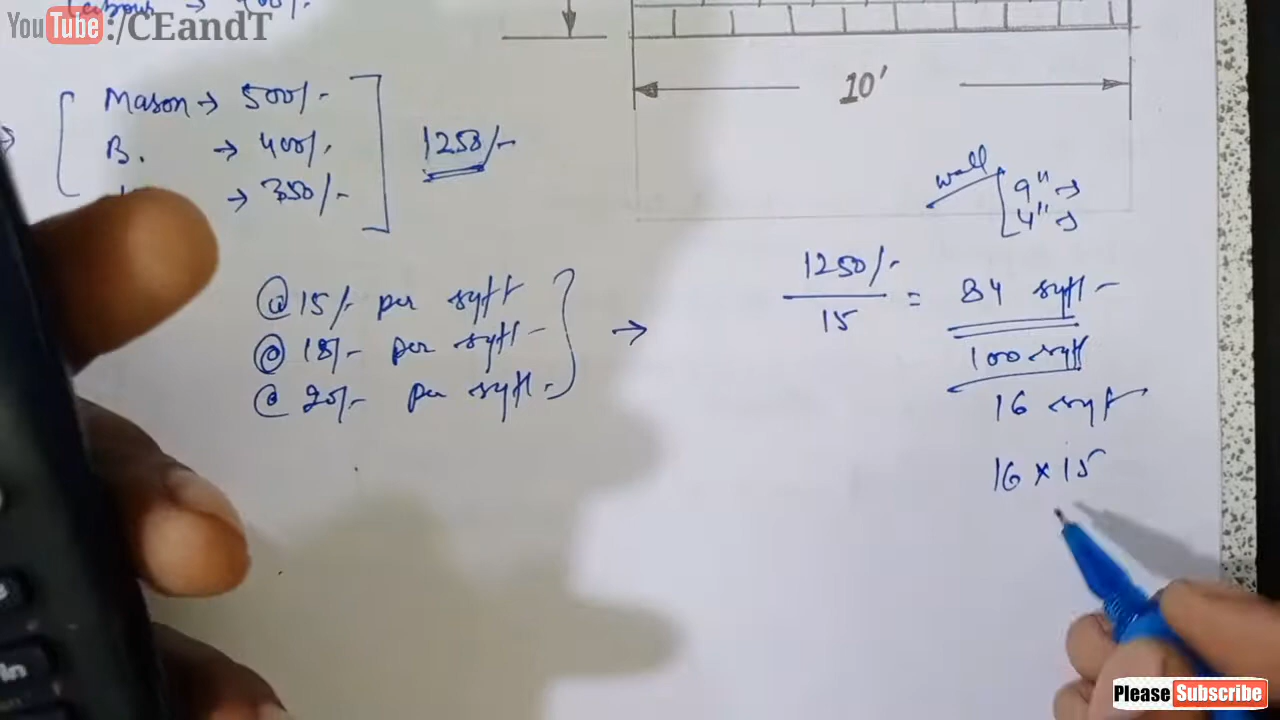 YouTube:/CEandT
Mason → 500/-
B. → 400/-
→ 350/-
1250/-
10'
wall
9" →
4" →
@ 15/- per sqft
@ 18/- per sqft -
@ 20/- per sqft -
→
1250/-
15
= 84 sqft -
100 sqft
16 sqft
16 × 15
Please Subscribe